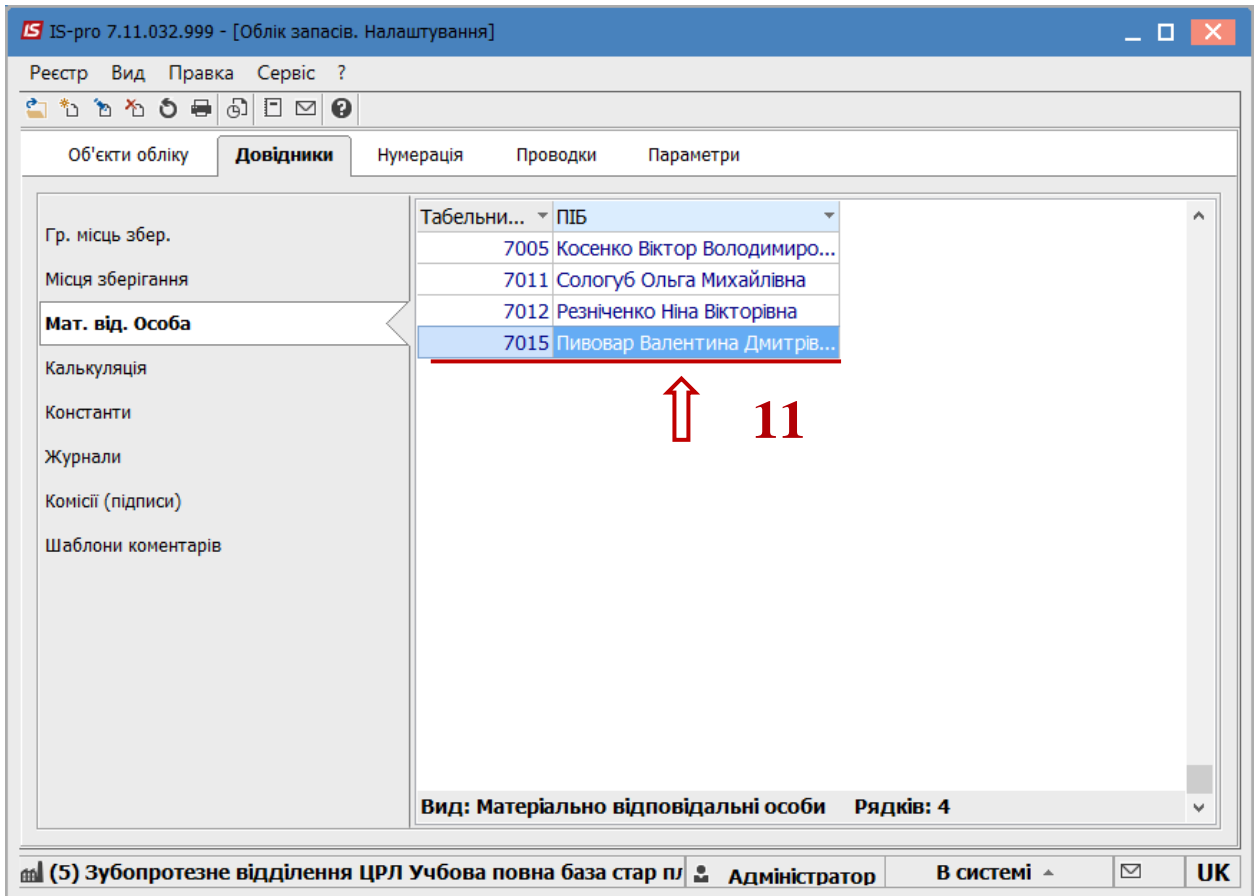 IS-pro 7.11.032.999 - [Облік запасів. Налаштування]
Реєстр Вид Правка Сервіс ?
Об'єкти обліку Довідники Нумерація Проводки Параметри
Гр. місць збер.
Місця зберігання
Мат. від. Особа
Калькуляція
Константи
Журнали
Комісії (підписи)
Шаблони коментарів
Табельни... ПІБ
7005 Косенко Віктор Володимиро...
7011 Сологуб Ольга Михайлівна
7012 Резніченко Ніна Вікторівна
7015 Пивовар Валентина Дмитрів...
11
Вид: Матеріально відповідальні особи Рядків: 4
(5) Зубопротезне відділення ЦРЛ Учбова повна база стар пл Адміністратор В системі UK